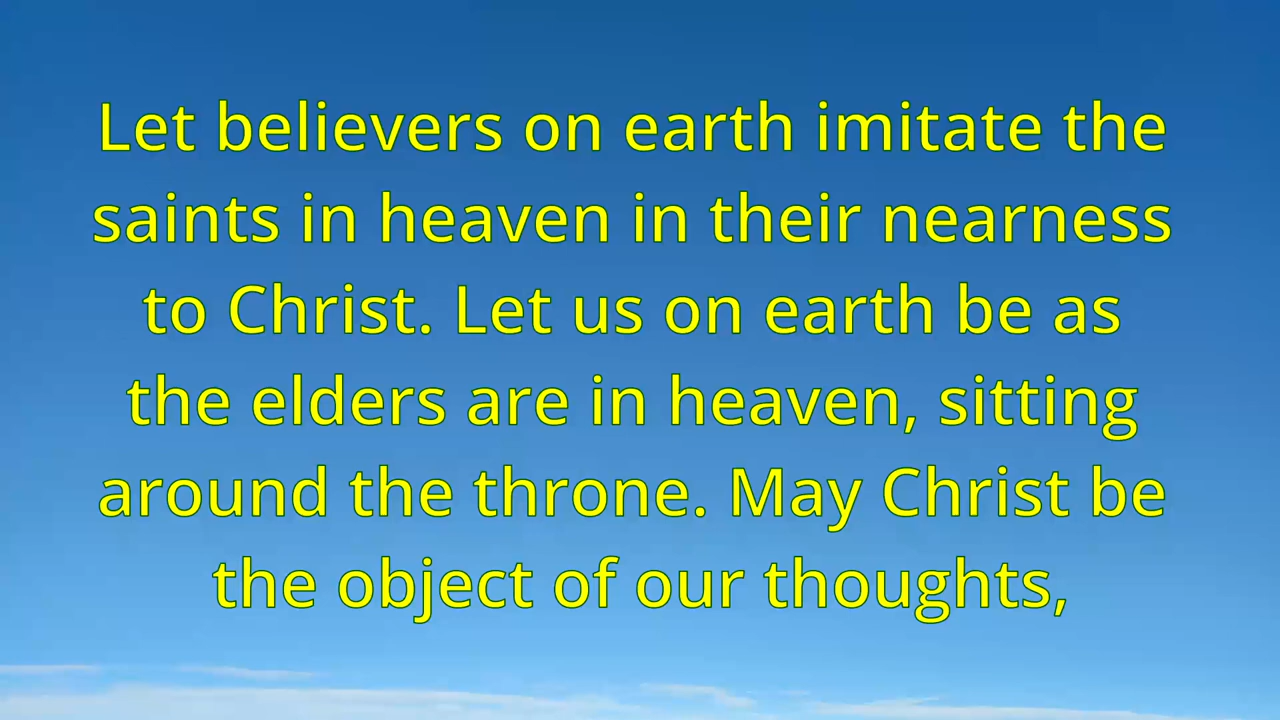 Let believers on earth imitate the
saints in heaven in their nearness
to Christ. Let us on earth be as
the elders are in heaven, sitting
around the throne. May Christ be
the object of our thoughts,